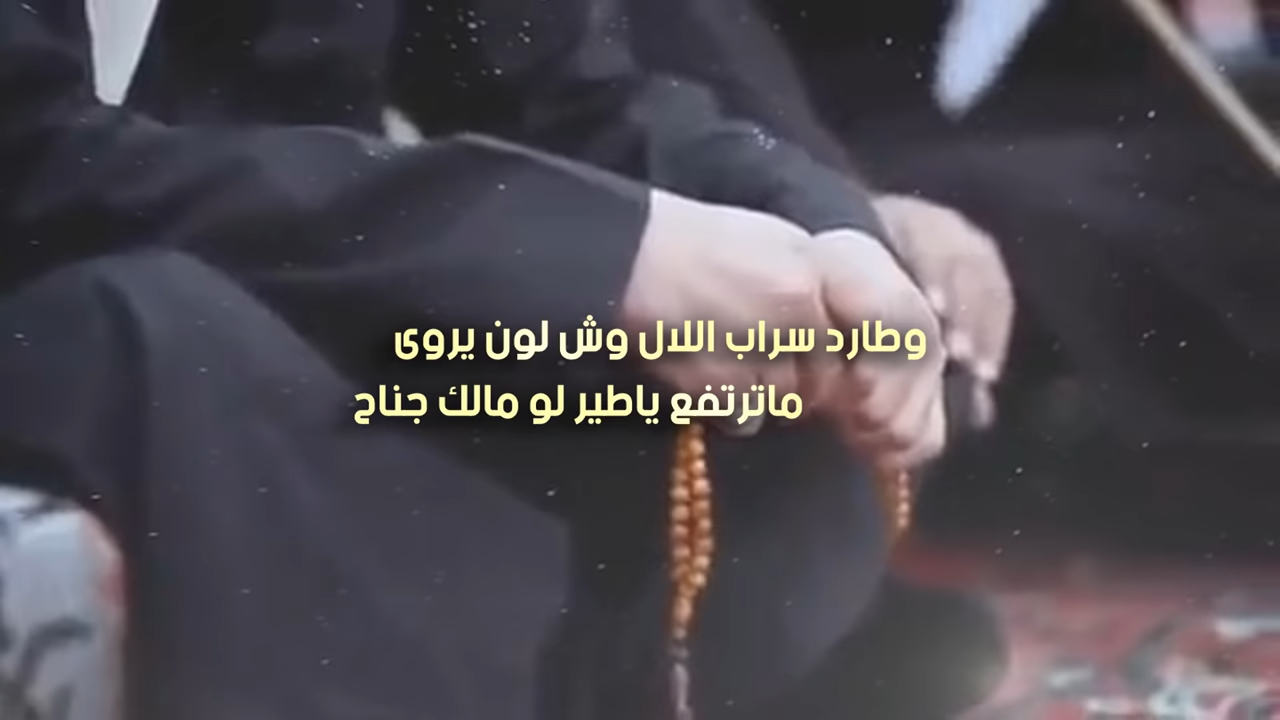 وطارد سراب اللال وش لون يروى
ماترتفع ياطير لو مالك جناح